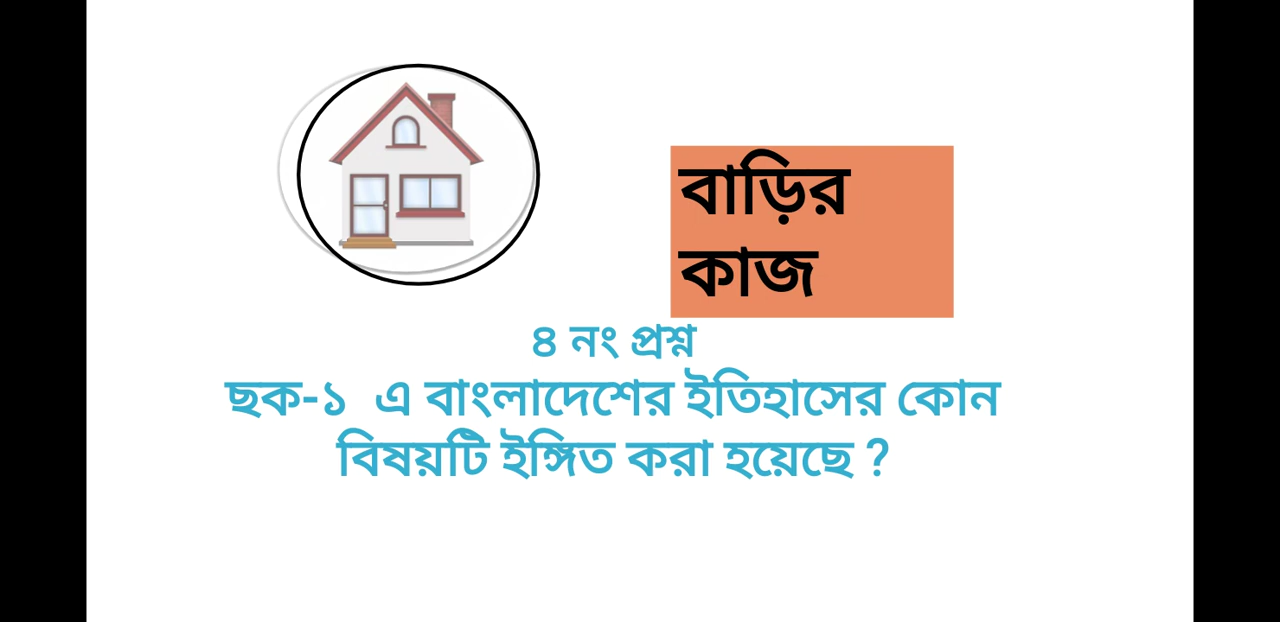 বাড়ির
কাজ
৪ নং প্রশ্ন
ছক-১ এ বাংলাদেশের ইতিহাসের কোন
বিষয়টি ইঙ্গিত করা হয়েছে ?